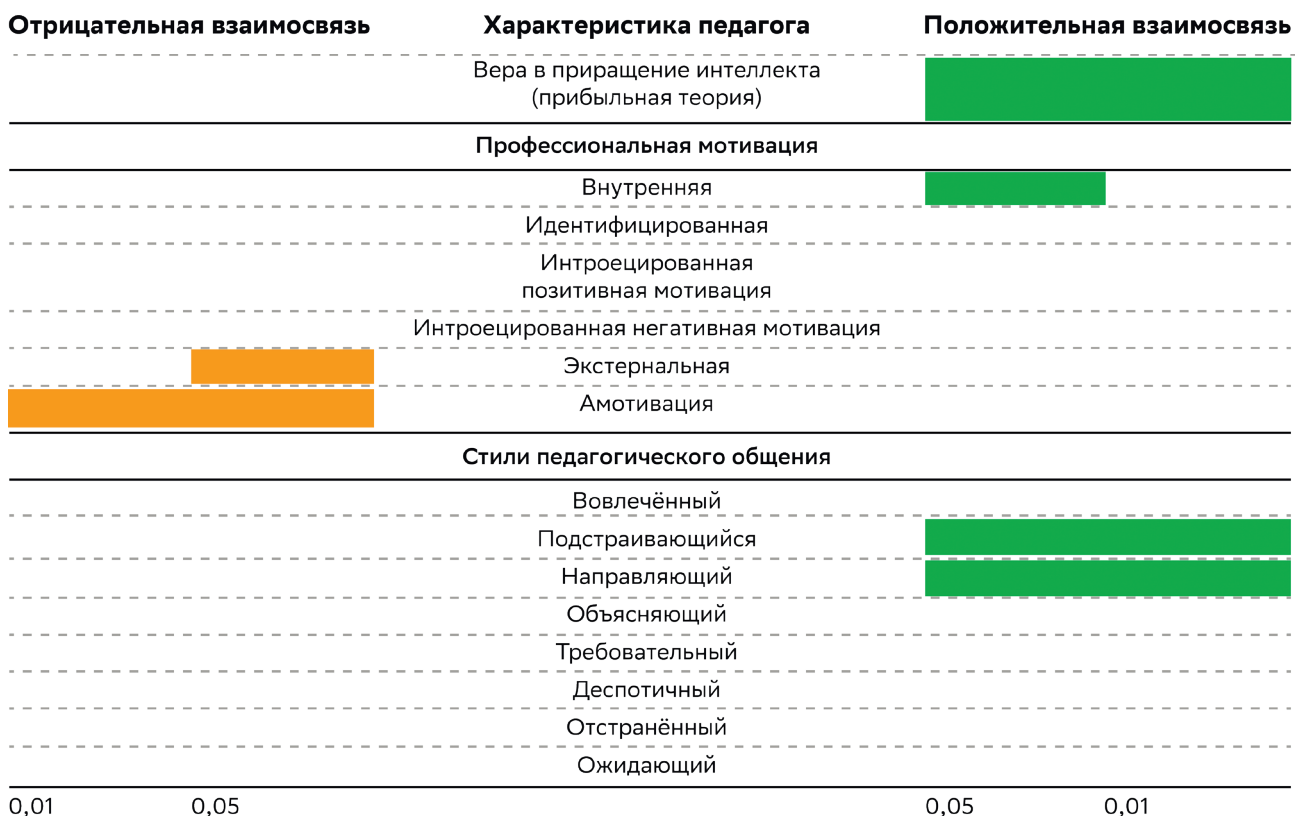 Отрицательная взаимосвязь
Характеристика педагога
Положительная взаимосвязь
Вера в приращение интеллекта
(прибыльная теория)
Профессиональная мотивация
Внутренняя
Идентифицированная
Интроецированная
позитивная мотивация
Интроецированная негативная мотивация
Экстернальная
Амотивация
Стили педагогического общения
Вовлечённый
Подстраивающийся
Направляющий
Объясняющий
Требовательный
Деспотичный
Отстранённый
Ожидающий
0,01
0,05
0,05
0,01